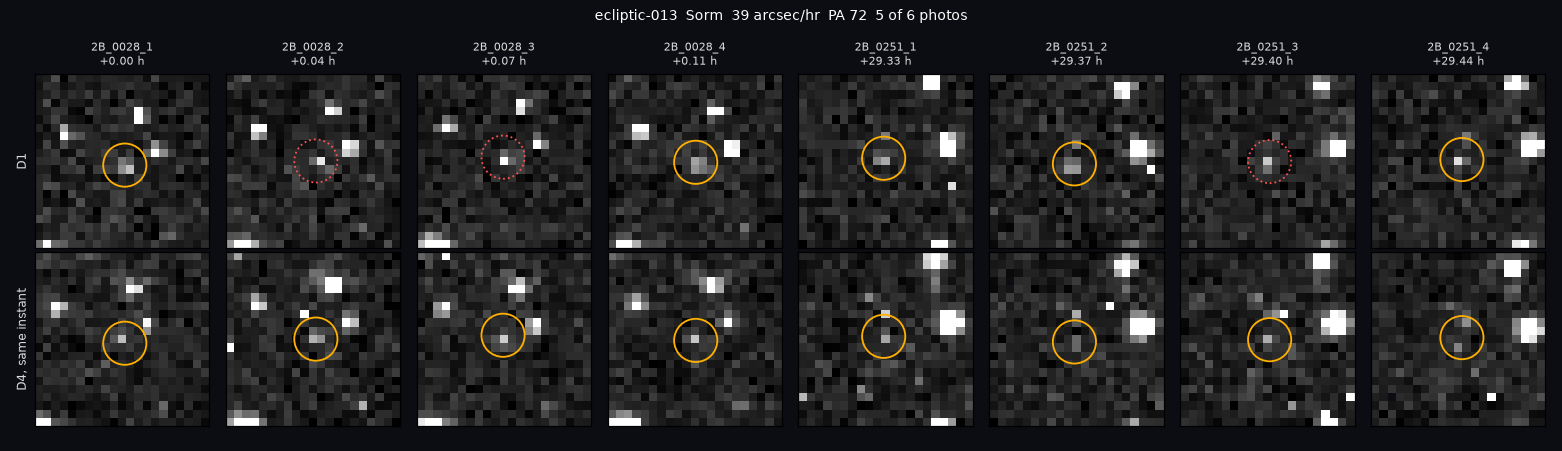 ecliptic-013 Sorm 39 arcsec/hr PA 72 5 of 6 photos
2B_0028_1
+0.00 h
2B_0028_2
+0.04 h
2B_0028_3
+0.07 h
2B_0028_4
+0.11 h
2B_0251_1
+29.33 h
2B_0251_2
+29.37 h
2B_0251_3
+29.40 h
2B_0251_4
+29.44 h
D1
D4, same instant